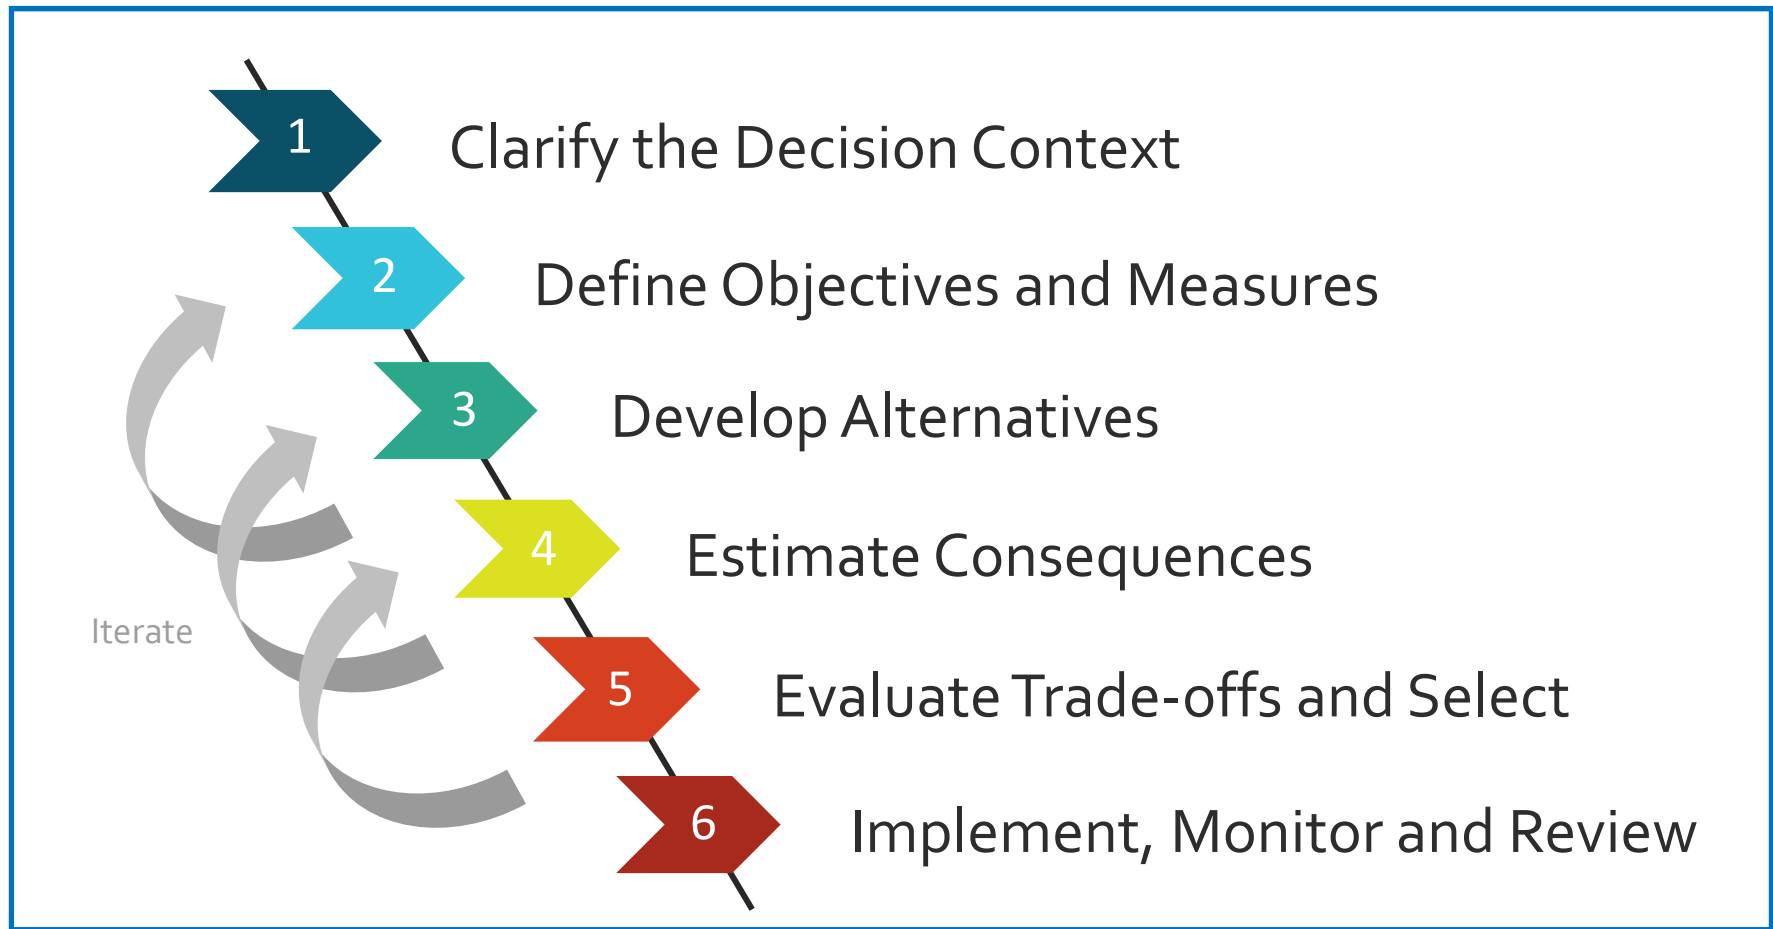 1 Clarify the Decision Context
2 Define Objectives and Measures
3 Develop Alternatives
4 Estimate Consequences
Iterate
5 Evaluate Trade-offs and Select
6 Implement, Monitor and Review